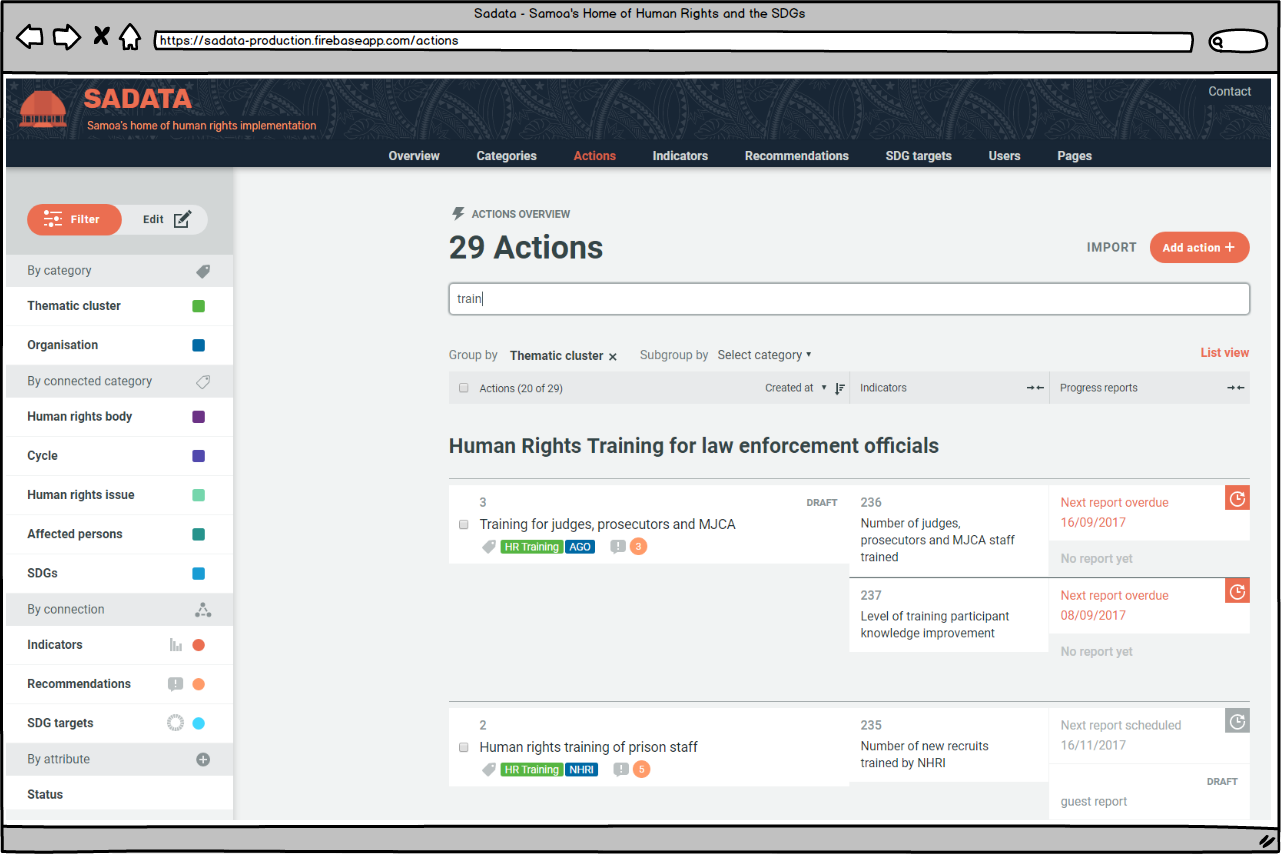 Sadata - Samoa's Home of Human Rights and the SDGs
https://sadata-production.firebaseapp.com/actions
SADATA
Samoa's home of human rights implementation
Contact
Overview Categories Actions Indicators Recommendations SDG targets Users Pages
Filter
Edit
By category
Thematic cluster
Organisation
By connected category
Human rights body
Cycle
Human rights issue
Affected persons
SDGs
By connection
Indicators
Recommendations
SDG targets
By attribute
Status
ACTIONS OVERVIEW
29 Actions
IMPORT
Add action +
train
Group by Thematic cluster × Subgroup by Select category
List view
Actions (20 of 29) Created at Indicators Progress reports
Human Rights Training for law enforcement officials
3
DRAFT
Training for judges, prosecutors and MJCA
HR Training AGO 3
236
Number of judges,
prosecutors and MJCA staff
trained
Next report overdue
16/09/2017
No report yet
237
Level of training participant
knowledge improvement
Next report overdue
08/09/2017
No report yet
2
Human rights training of prison staff
HR Training NHRI 5
235
Number of new recruits
trained by NHRI
Next report scheduled
16/11/2017
DRAFT
guest report